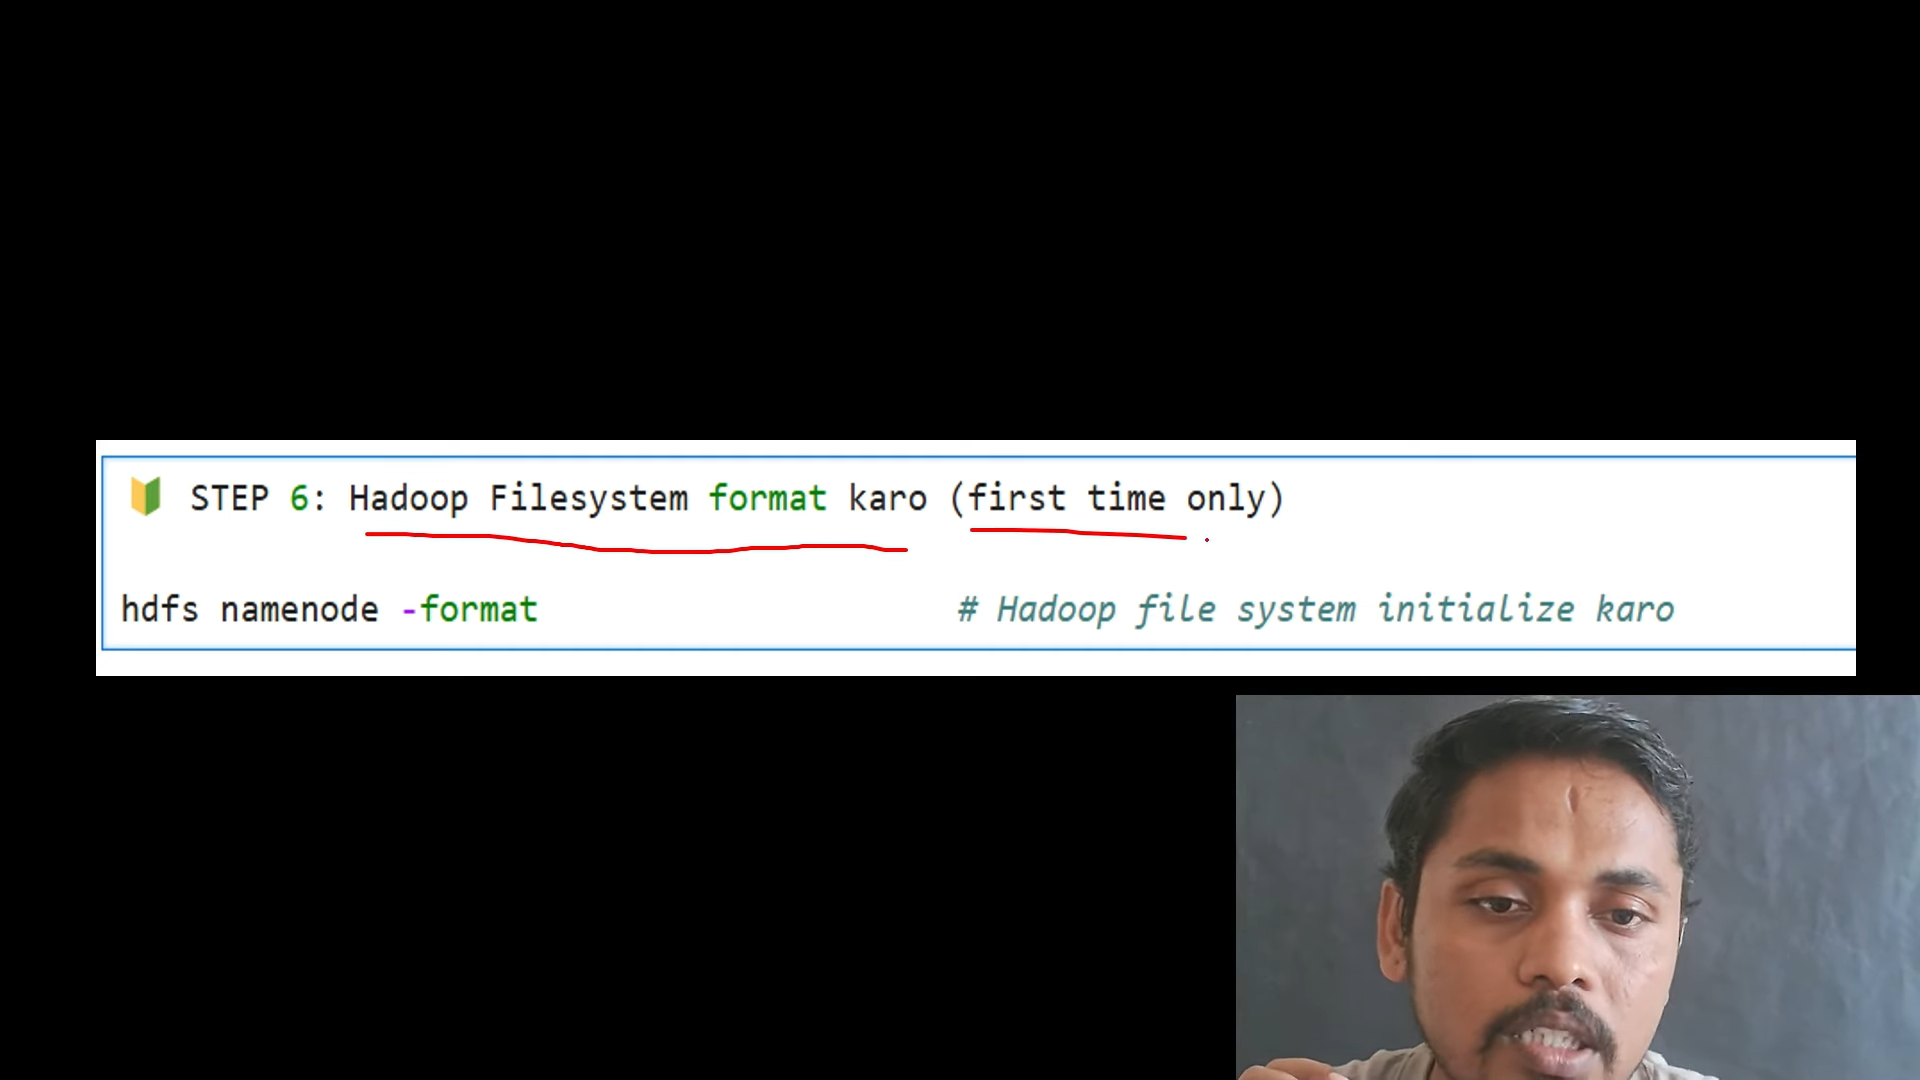 STEP 6: Hadoop Filesystem format karo (first time only)
hdfs namenode -format # Hadoop file system initialize karo